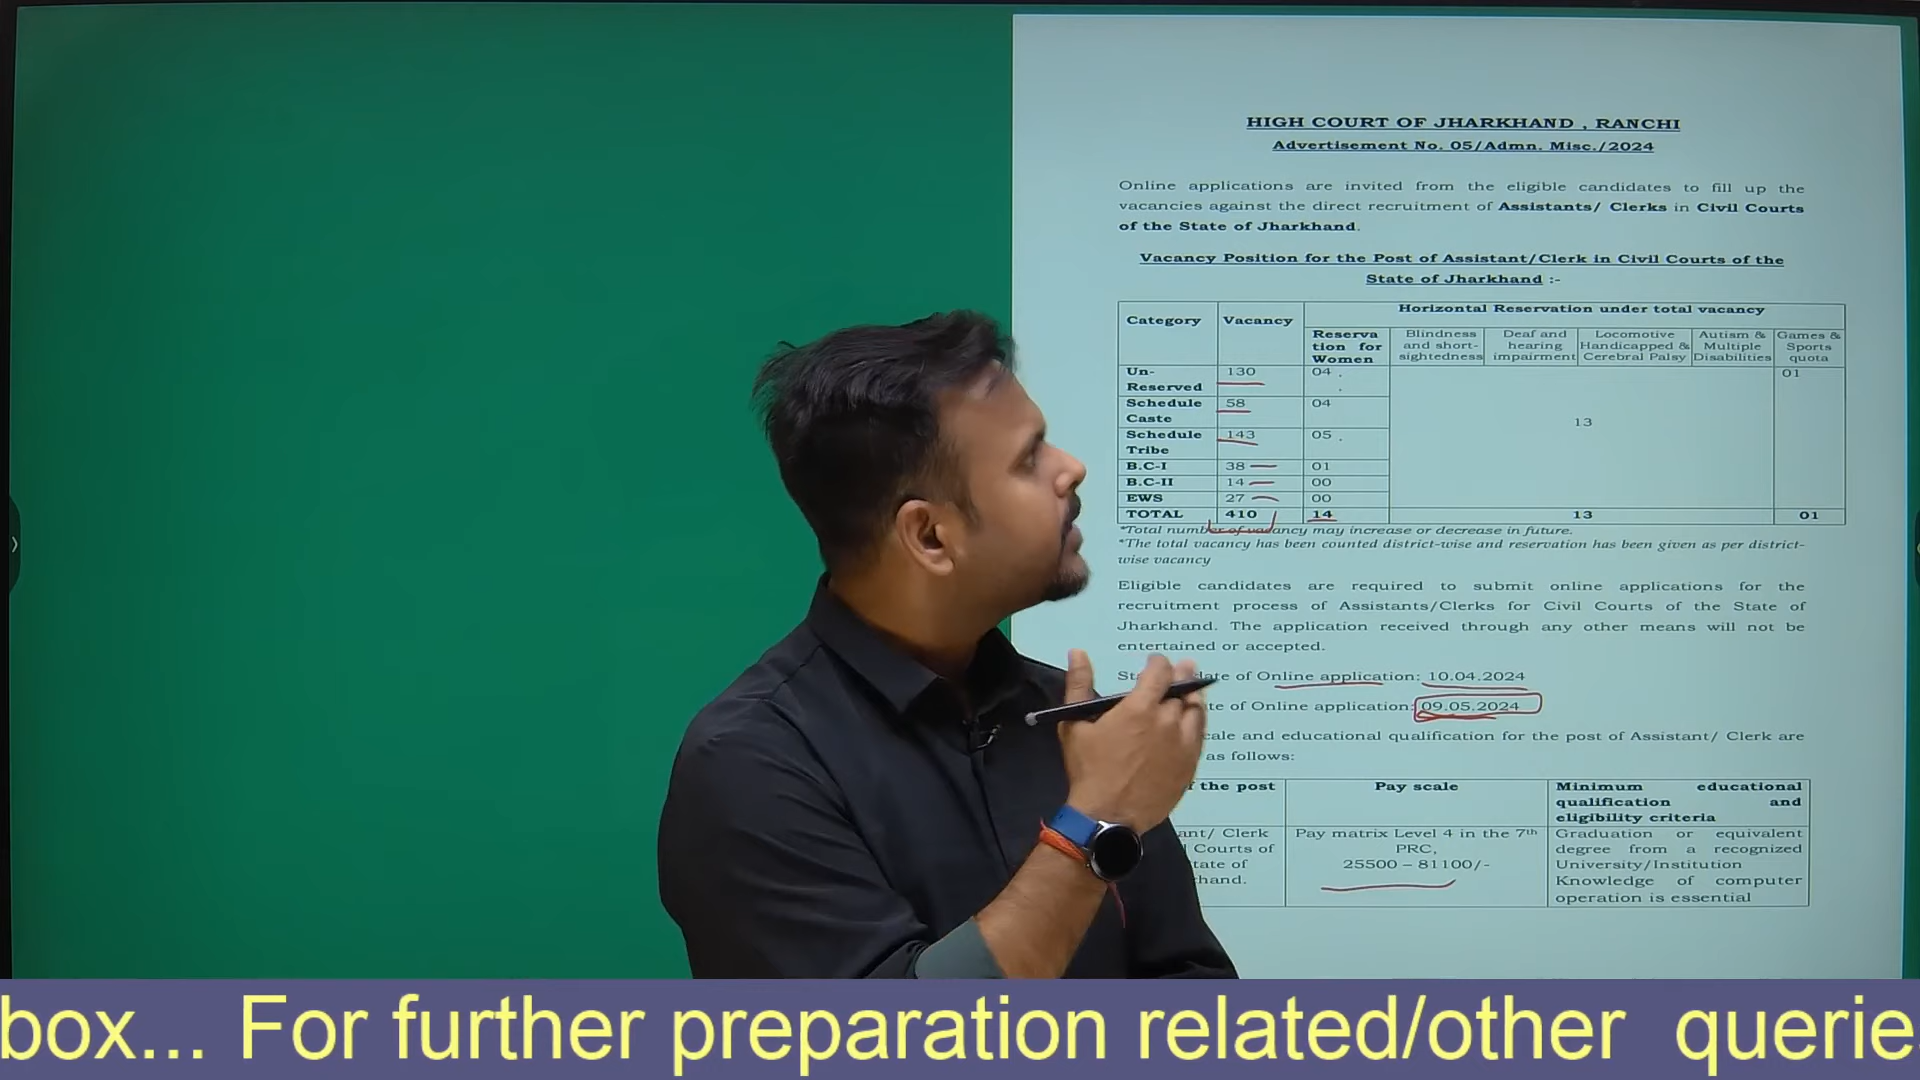 HIGH COURT OF JHARKHAND , RANCHI
Advertisement No. 05/Admn. Misc./2024
Online applications are invited from the eligible candidates to fill up the
vacancies against the direct recruitment of Assistants/ Clerks in Civil Courts
of the State of Jharkhand.
Vacancy Position for the Post of Assistant/Clerk in Civil Courts of the
State of Jharkhand :-
Category Vacancy Horizontal Reservation under total vacancy
Reserva tion for Women Blindness and short- sightedness Deaf and hearing impairment Locomotive Handicapped & Cerebral Palsy Autism & Multiple Disabilities Games & Sports quota
Un-Reserved 130 04 01
Schedule Caste 58 04 13
Schedule Tribe 143 05
B.C-I 38 01
B.C-II 14 00
EWS 27 00
TOTAL 410 14 13 01
*Total number of vacancy may increase or decrease in future.
*The total vacancy has been counted district-wise and reservation has been given as per district-
wise vacancy
Eligible candidates are required to submit online applications for the
recruitment process of Assistants/Clerks for Civil Courts of the State of
Jharkhand. The application received through any other means will not be
entertained or accepted.
of Online application: 10.04.2024
of Online application: 09.05.2024
and educational qualification for the post of Assistant/ Clerk are
as follows:
the post Pay scale Minimum educational
qualification and
eligibility criteria
Clerk Pay matrix Level 4 in the 7th Graduation or equivalent
Courts of PRC, degree from a recognized
of 25500 – 81100/- University/Institution
Knowledge of computer
operation is essential
box... For further preparation related/other querie